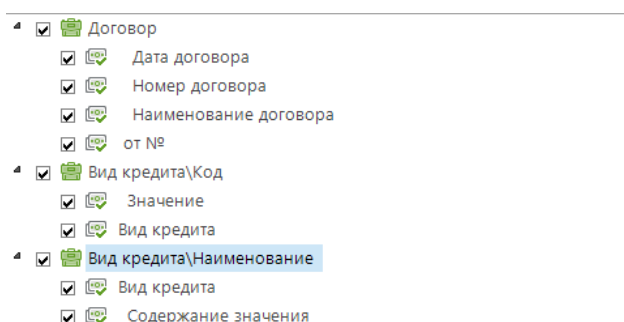 Договор
Дата договора
Номер договора
Наименование договора
от №
Вид кредита\Код
Значение
Вид кредита
Вид кредита\Наименование
Вид кредита
Содержание значения